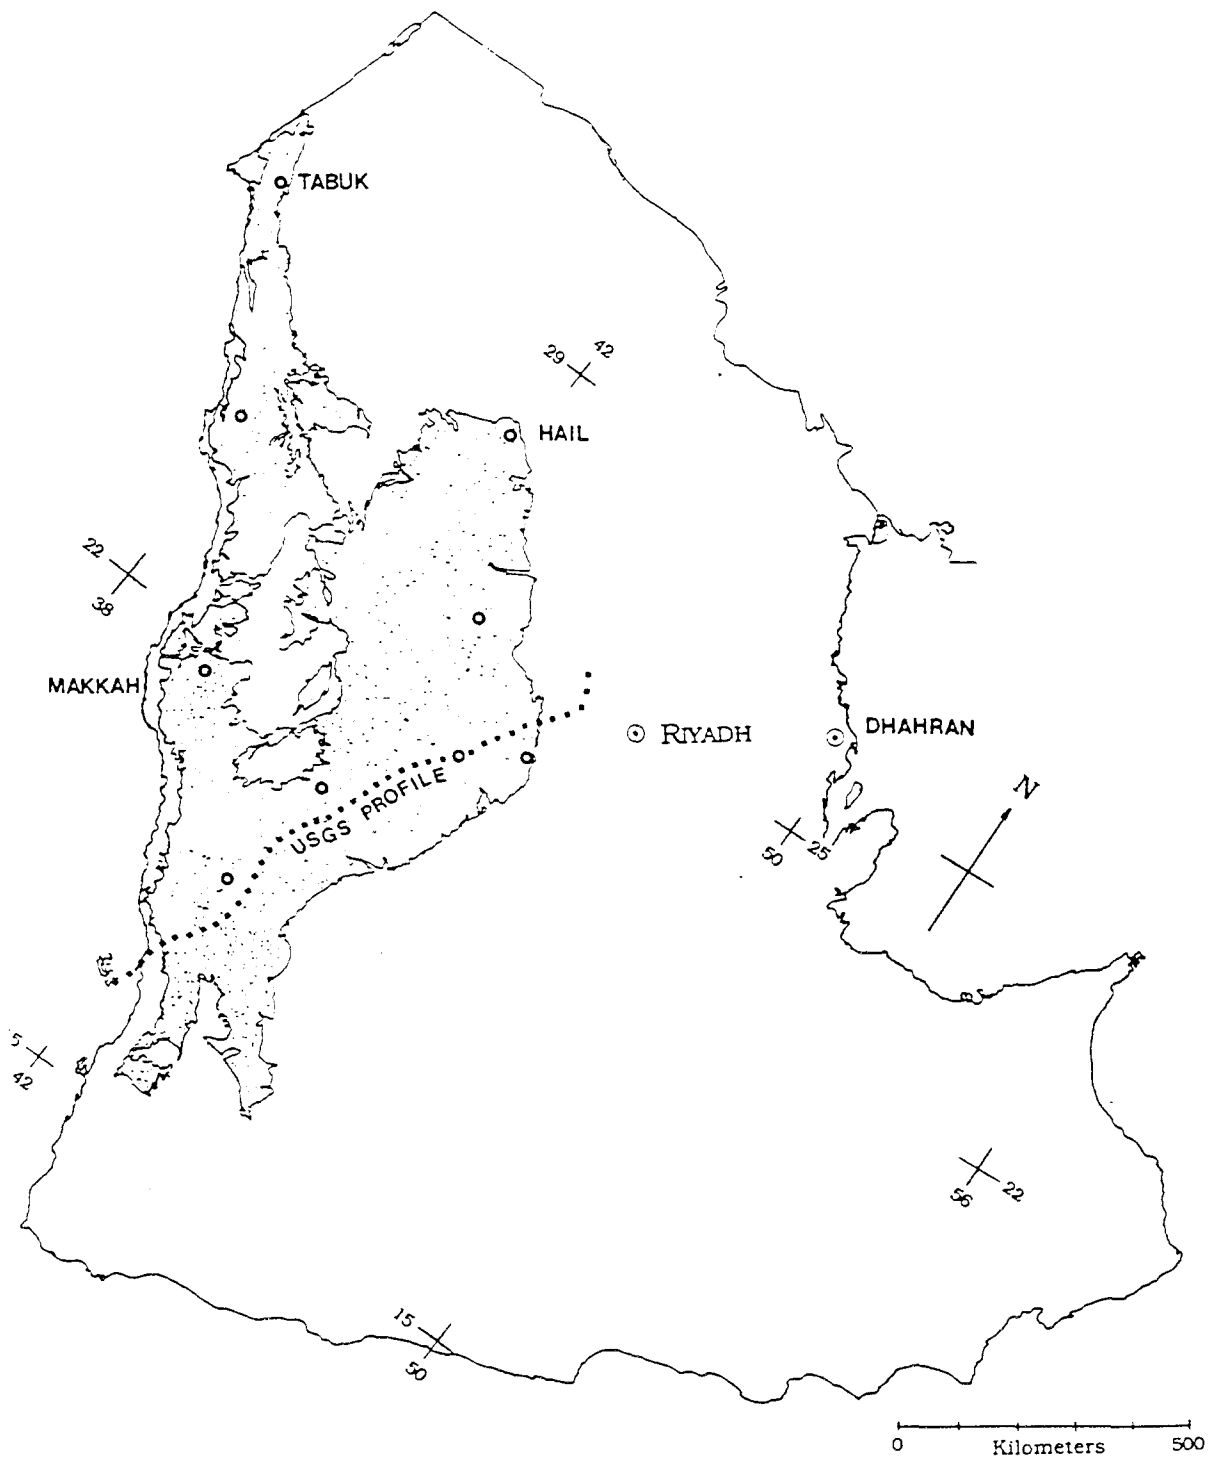 TABUK
29 42
HAIL
22
38
MAKKAH
RIYADH
DHAHRAN
USGS PROFILE
N
50 25
5
42
56 22
15
50
0 500
Kilometers